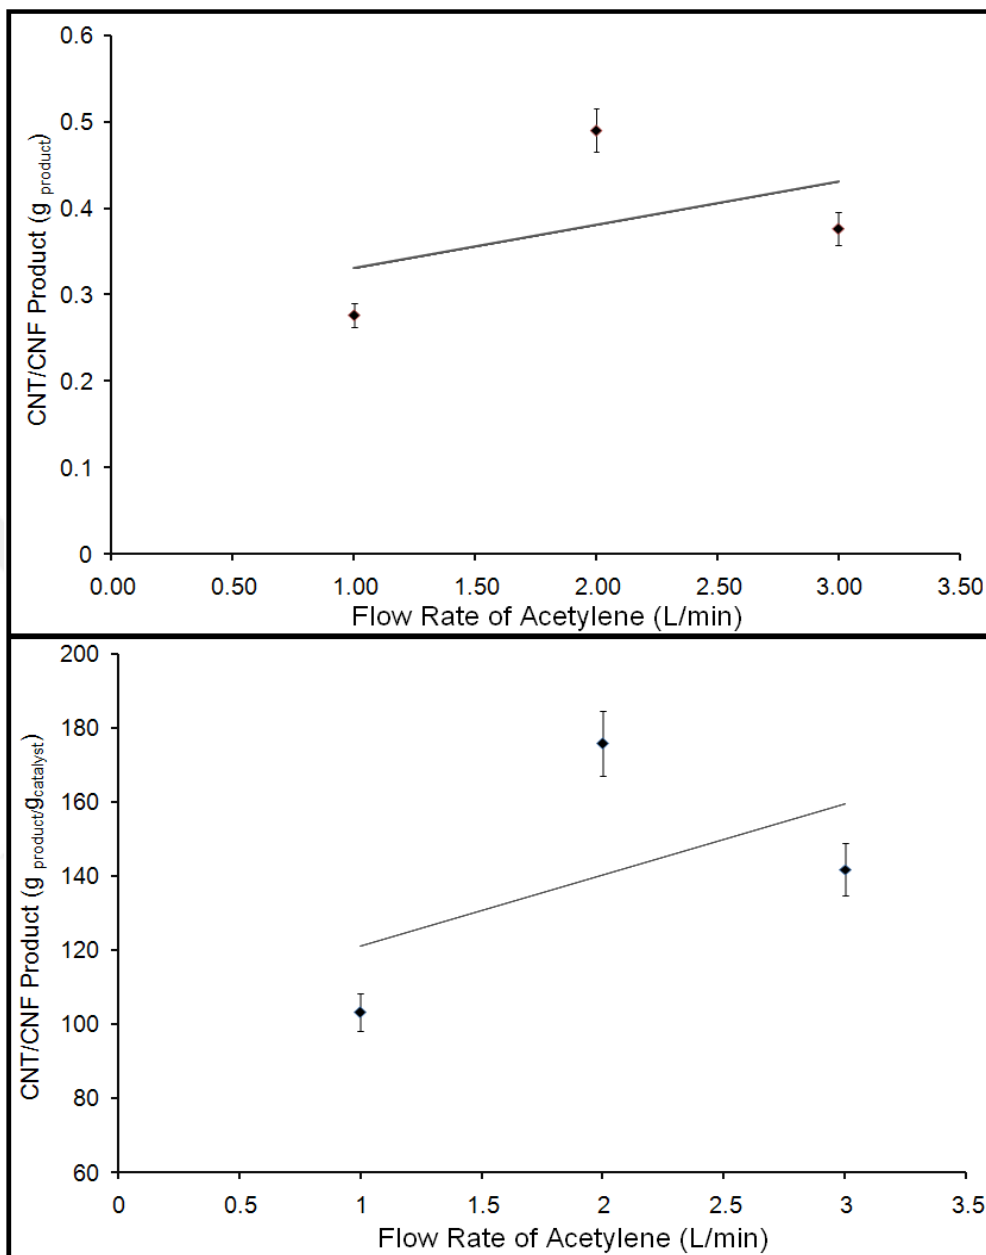 0.6
0.5
0.4
0.3
0.2
0.1
0
CNT/CNF Product (g product)
0.00 0.50 1.00 1.50 2.00 2.50 3.00 3.50
Flow Rate of Acetylene (L/min)
200
180
160
140
120
100
80
60
CNT/CNF Product (g product/gcatalyst)
0 0.5 1 1.5 2 2.5 3 3.5
Flow Rate of Acetylene (L/min)